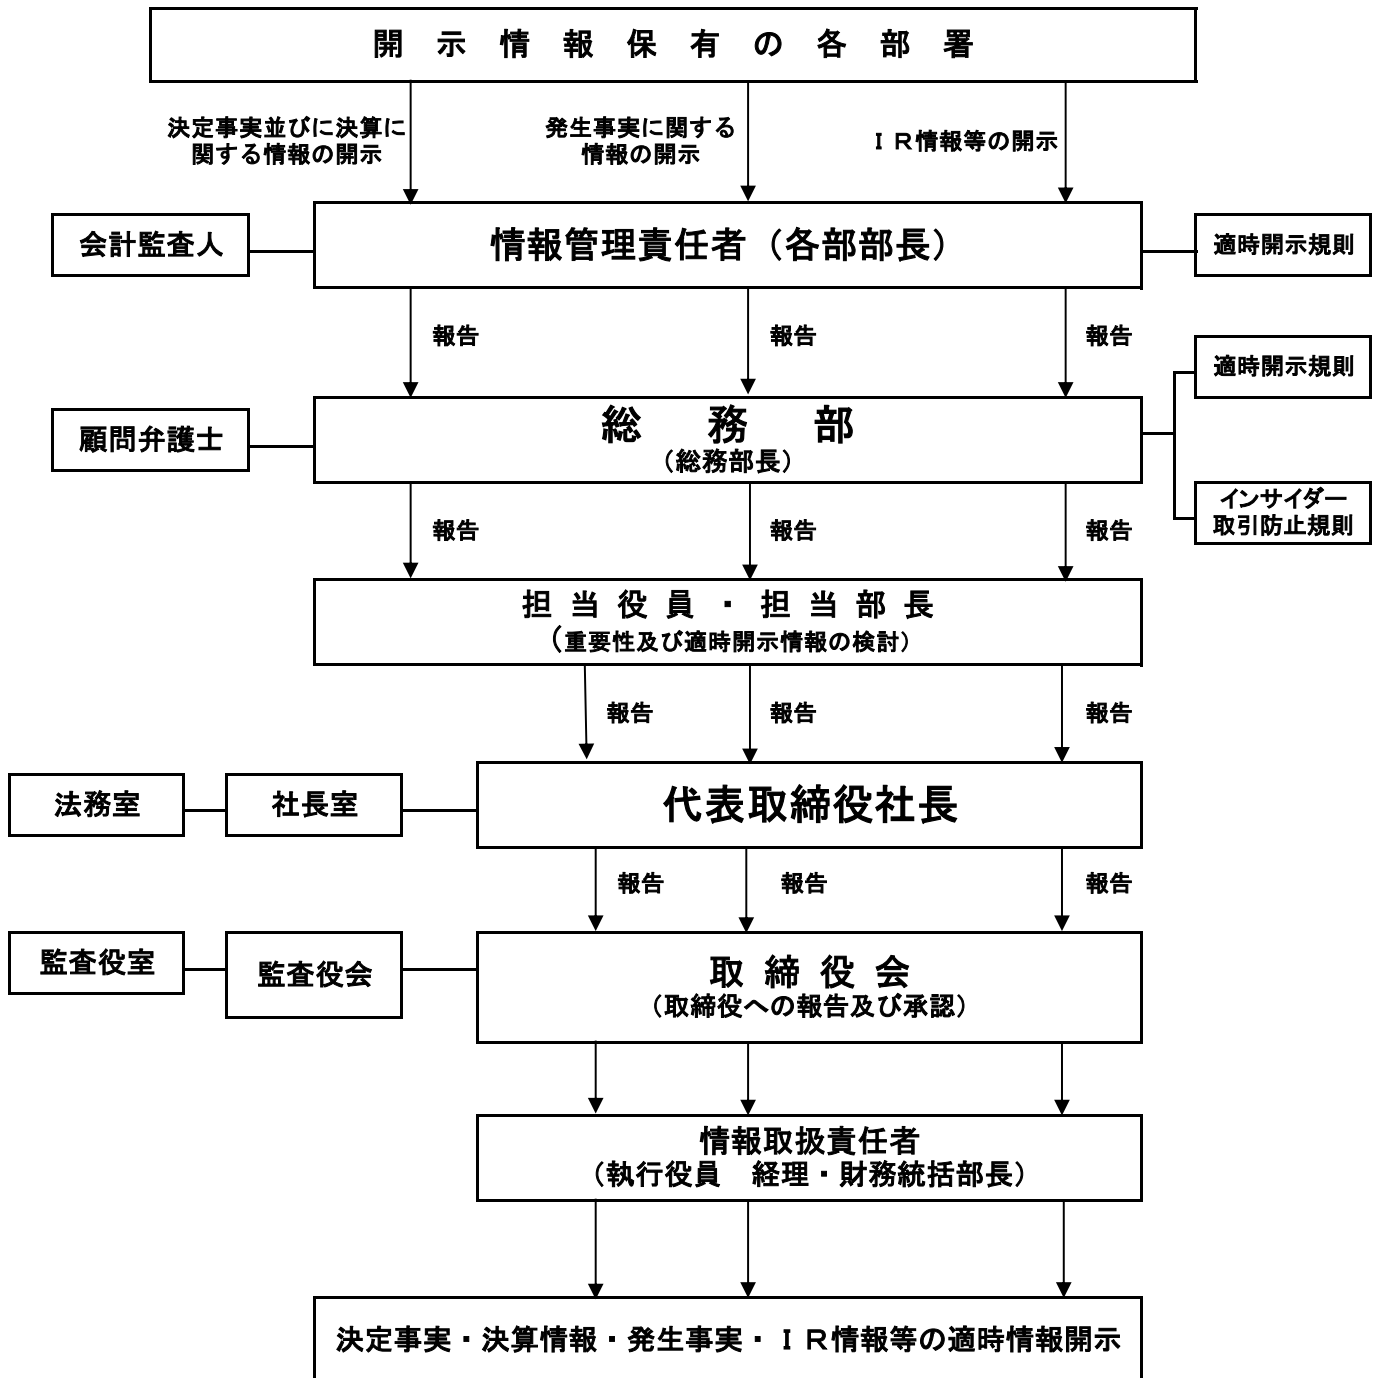 開示情報保有の各部署
決定事実並びに決算に
関する情報の開示
発生事実に関する
情報の開示
ＩＲ情報等の開示
会計監査人
情報管理責任者（各部部長）
適時開示規則
報告
報告
報告
適時開示規則
顧問弁護士
総務部
（総務部長）
インサイダー
取引防止規則
報告
報告
報告
担当役員・担当部長
（重要性及び適時開示情報の検討）
報告
報告
報告
法務室
社長室
代表取締役社長
報告
報告
報告
監査役室
監査役会
取締役会
（取締役への報告及び承認）
情報取扱責任者
（執行役員　経理・財務統括部長）
決定事実・決算情報・発生事実・ＩＲ情報等の適時情報開示